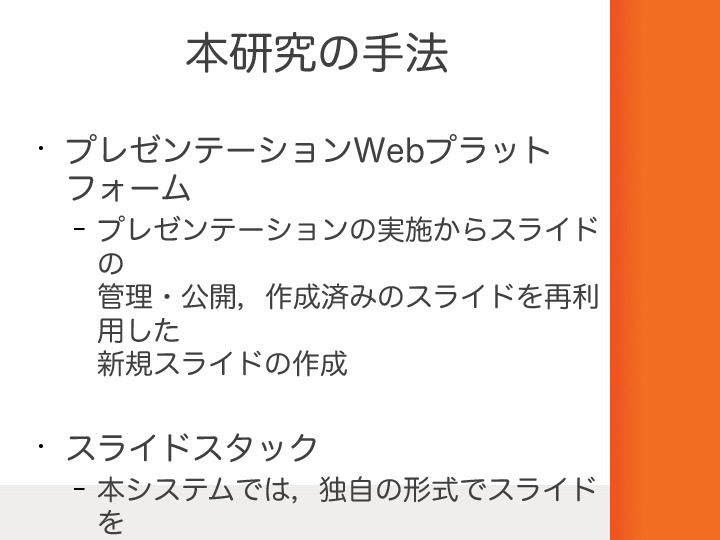 本研究の手法
・ プレゼンテーションWebプラット
フォーム
– プレゼンテーションの実施からスライド
の
管理・公開，作成済みのスライドを再利
用した
新規スライドの作成
・ スライドスタック
– 本システムでは，独自の形式でスライド
を